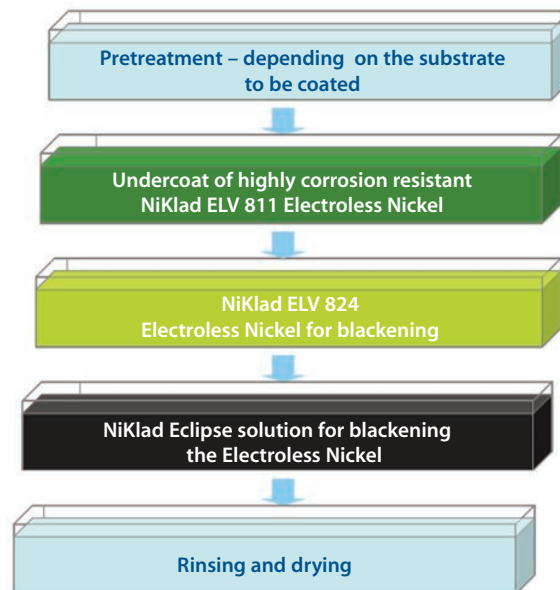 Pretreatment – depending on the substrate
to be coated
Undercoat of highly corrosion resistant
NiKlad ELV 811 Electroless Nickel
NiKlad ELV 824
Electroless Nickel for blackening
NiKlad Eclipse solution for blackening
the Electroless Nickel
Rinsing and drying